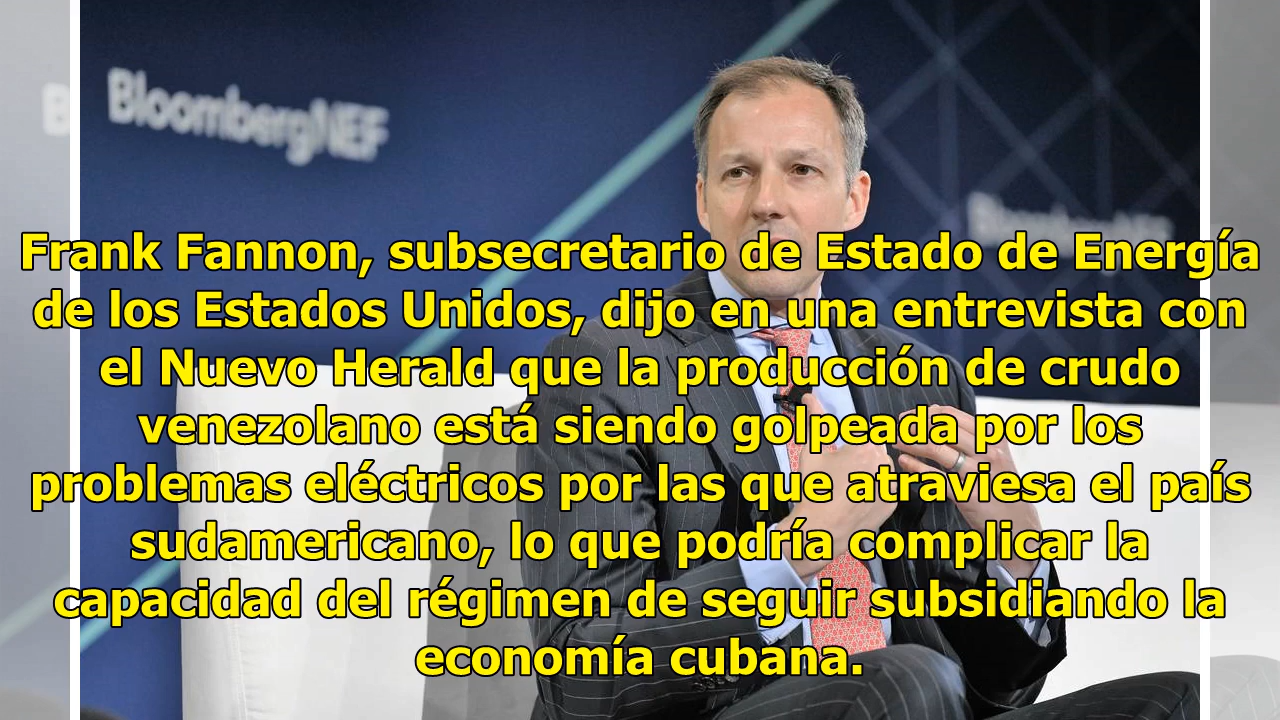 BloombergNEF
BloombergNEF
Frank Fannon, subsecretario de Estado de Energía
de los Estados Unidos, dijo en una entrevista con
el Nuevo Herald que la producción de crudo
venezolano está siendo golpeada por los
problemas eléctricos por las que atraviesa el país
sudamericano, lo que podría complicar la
capacidad del régimen de seguir subsidiando la
economía cubana.